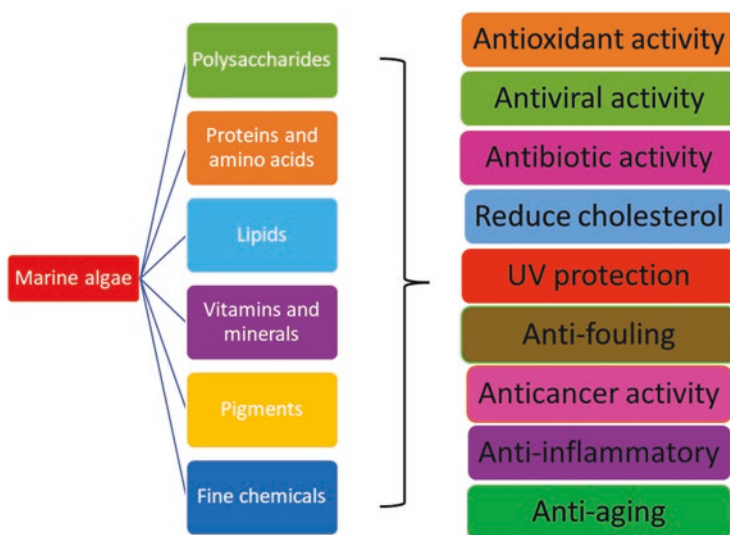 Marine algae
Polysaccharides
Proteins and
amino acids
Lipids
Vitamins and
minerals
Pigments
Fine chemicals
Antioxidant activity
Antiviral activity
Antibiotic activity
Reduce cholesterol
UV protection
Anti-fouling
Anticancer activity
Anti-inflammatory
Anti-aging